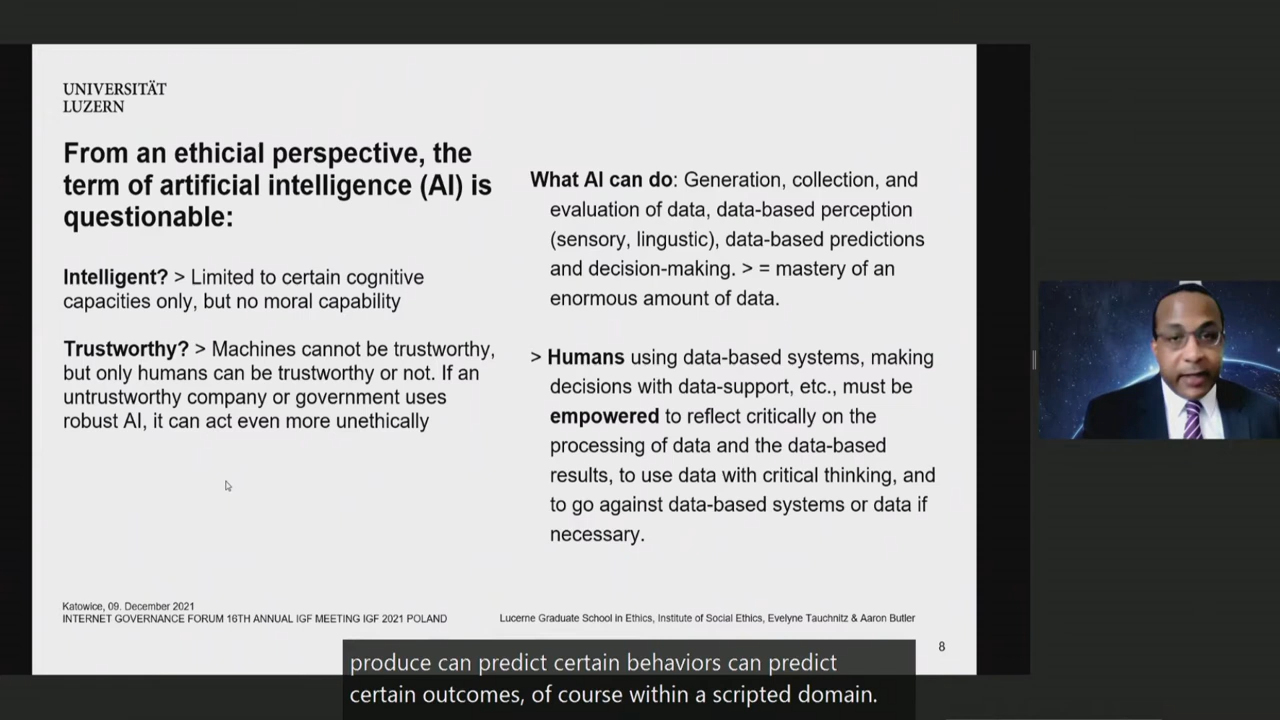 UNIVERSITÄT
LUZERN
From an ethicial perspective, the
term of artificial intelligence (AI) is
questionable:
Intelligent? > Limited to certain cognitive
capacities only, but no moral capability
Trustworthy? > Machines cannot be trustworthy,
but only humans can be trustworthy or not. If an
untrustworthy company or government uses
robust AI, it can act even more unethically
What AI can do: Generation, collection, and
evaluation of data, data-based perception
(sensory, lingustic), data-based predictions
and decision-making. > = mastery of an
enormous amount of data.
> Humans using data-based systems, making
decisions with data-support, etc., must be
empowered to reflect critically on the
processing of data and the data-based
results, to use data with critical thinking, and
to go against data-based systems or data if
necessary.
Katowice, 09. December 2021
INTERNET GOVERNANCE FORUM 16TH ANNUAL IGF MEETING IGF 2021 POLAND
Lucerne Graduate School in Ethics, Institute of Social Ethics, Evelyne Tauchnitz & Aaron Butler
8
produce can predict certain behaviors can predict
certain outcomes, of course within a scripted domain.